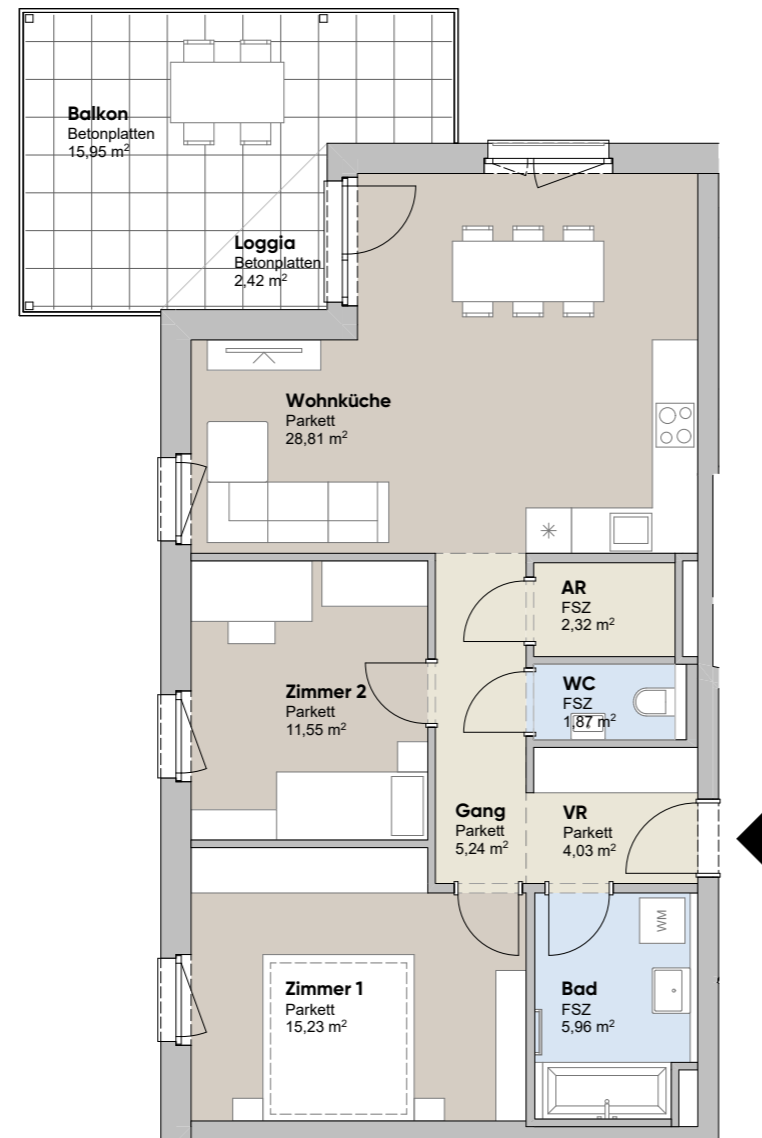 Balkon
Betonplatten
15,95 m²
Loggia
Betonplatten
2,42 m²
Wohnküche
Parkett
28,81 m²
AR
FSZ
2,32 m²
WC
FSZ
1,87 m²
Zimmer 2
Parkett
11,55 m²
Gang
Parkett
5,24 m²
VR
Parkett
4,03 m²
WM
Zimmer 1
Parkett
15,23 m²
Bad
FSZ
5,96 m²